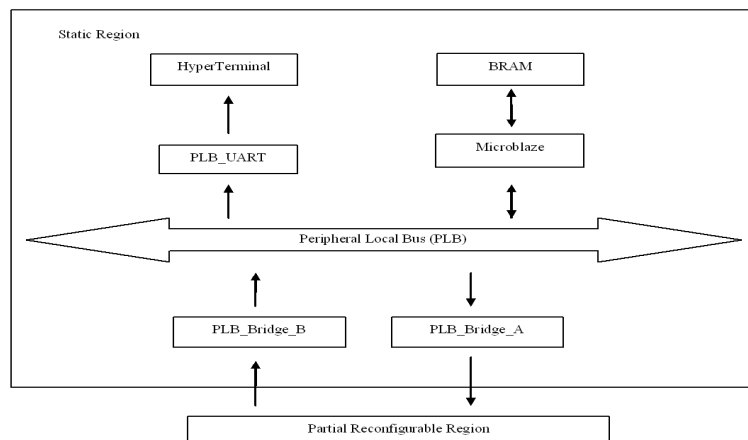 Static Region
HyperTerminal
BRAM
PLB_UART
Microblaze
Peripheral Local Bus (PLB)
PLB_Bridge_B
PLB_Bridge_A
Partial Reconfigurable Region